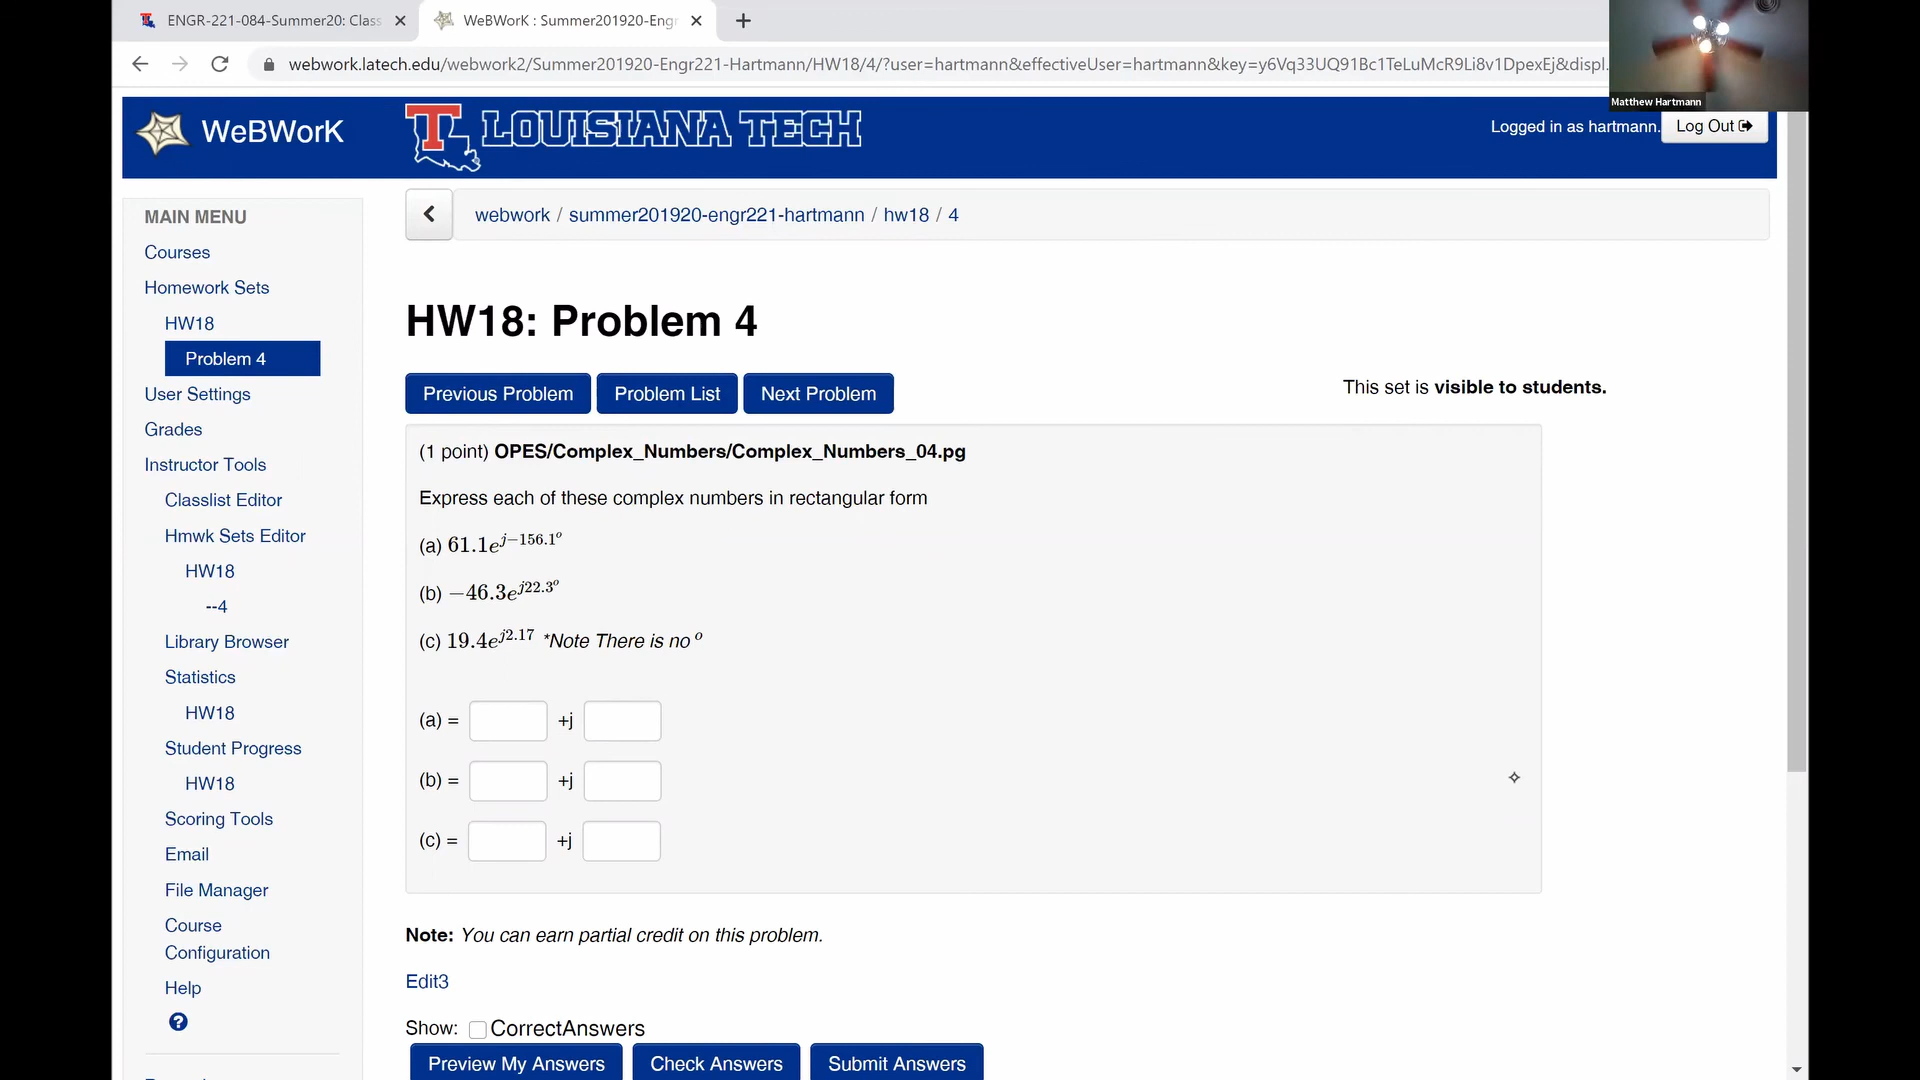 ENGR-221-084-Summer20: Class
WeBWorK : Summer201920-Engr
webwork.latech.edu/webwork2/Summer201920-Engr221-Hartmann/HW18/4/?user=hartmann&effectiveUser=hartmann&key=y6Vq33UQ91Bc1TeLuMcR9Li8v1DpexEj&displ.
Matthew Hartmann
WeBWorK
LOUISIANA TECH
Logged in as hartmann.
Log Out
MAIN MENU
Courses
Homework Sets
HW18
Problem 4
User Settings
Grades
Instructor Tools
Classlist Editor
Hmwk Sets Editor
HW18
--4
Library Browser
Statistics
HW18
Student Progress
HW18
Scoring Tools
Email
File Manager
Course
Configuration
Help
webwork / summer201920-engr221-hartmann / hw18 / 4
HW18: Problem 4
Previous Problem
Problem List
Next Problem
This set is visible to students.
(1 point) OPES/Complex_Numbers/Complex_Numbers_04.pg
Express each of these complex numbers in rectangular form
(a) 61.1e^{j−156.1^o}
(b) −46.3e^{j22.3^o}
(c) 19.4e^{j2.17} *Note There is no ^o
(a) = +j
(b) = +j
(c) = +j
Note: You can earn partial credit on this problem.
Edit3
Show: CorrectAnswers
Preview My Answers
Check Answers
Submit Answers